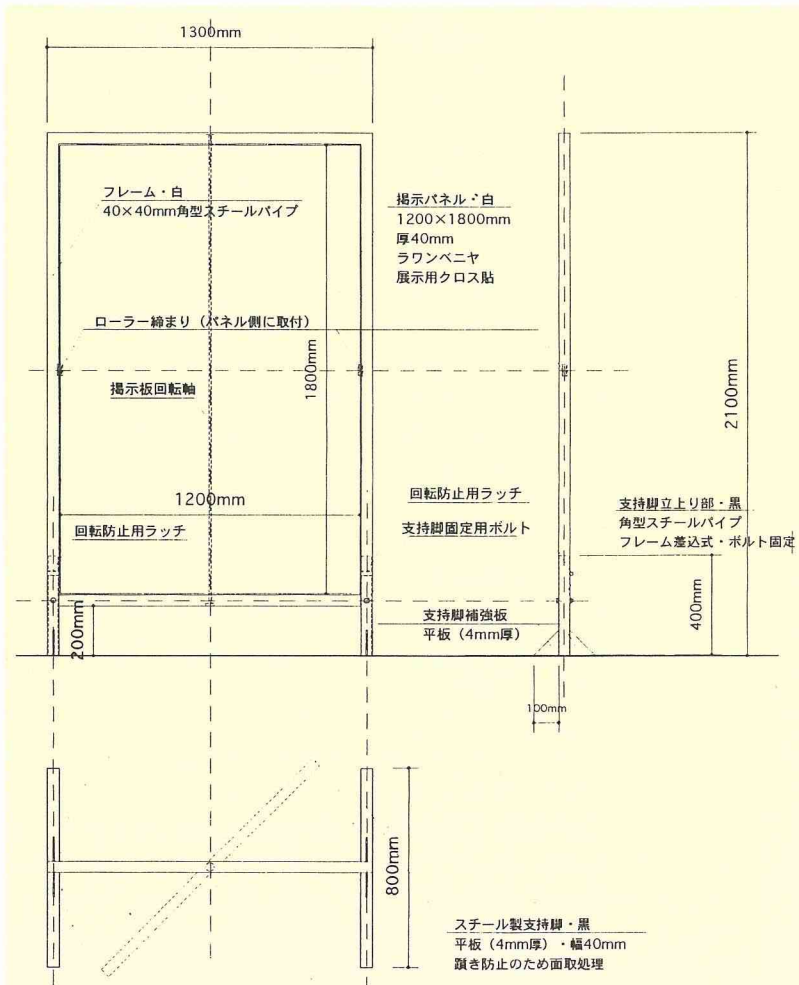 1300mm
フレーム・白
40×40mm角型スチールパイプ
掲示パネル・白
1200×1800mm
厚40mm
ラワンベニヤ
展示用クロス貼
ローラー締まり（パネル側に取付）
1800mm
掲示板回転軸
2100mm
1200mm
回転防止用ラッチ
回転防止用ラッチ
支持脚固定用ボルト
支持脚立上り部・黒
角型スチールパイプ
フレーム差込式・ボルト固定
400mm
200mm
支持脚補強板
平板（4mm厚）
100mm
800mm
スチール製支持脚・黒
平板（4mm厚）・幅40mm
躓き防止のため面取処理